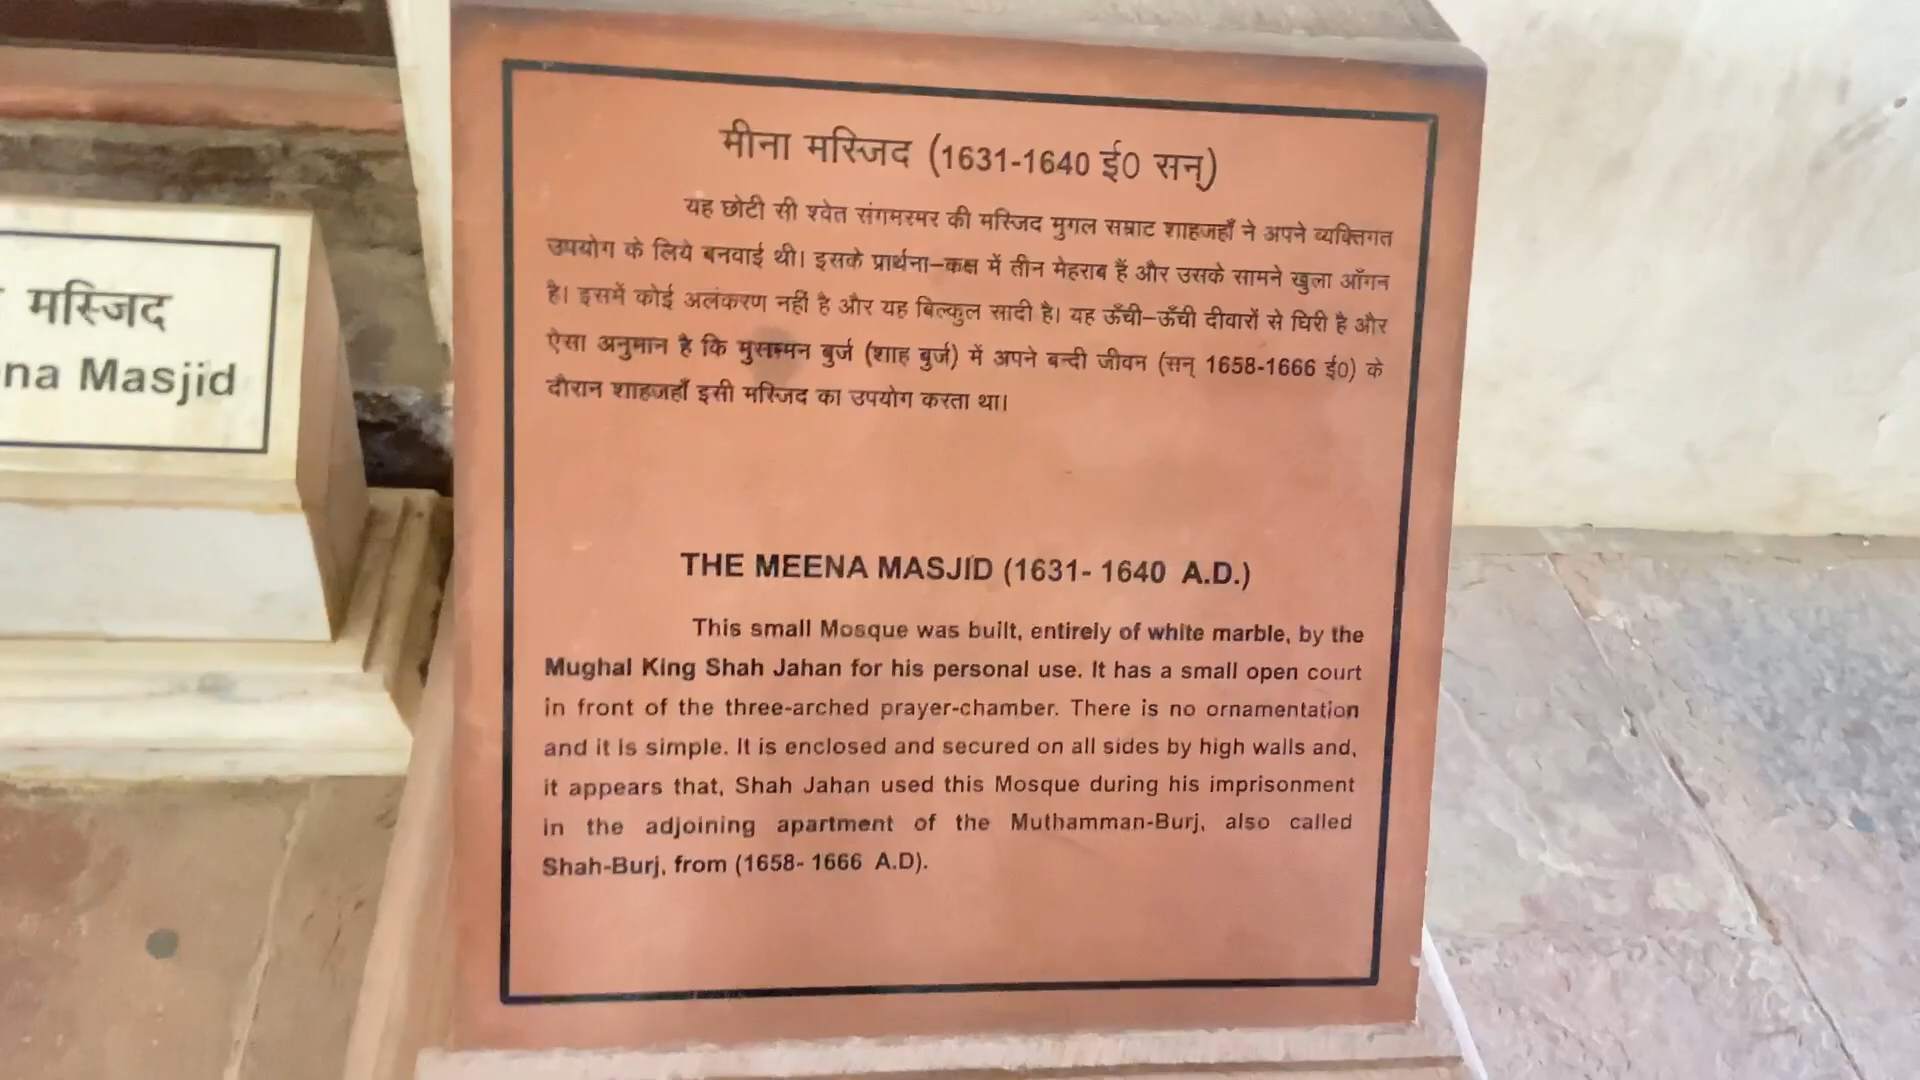 मस्जिद
na Masjid
मीना मस्जिद (1631-1640 ई0 सन्)
यह छोटी सी श्वेत संगमरमर की मस्जिद मुगल सम्राट शाहजहाँ ने अपने व्यक्तिगत
उपयोग के लिये बनवाई थी। इसके प्रार्थना-कक्ष में तीन मेहराब हैं और उसके सामने खुला आँगन
है। इसमें कोई अलंकरण नहीं है और यह बिल्कुल सादी है। यह ऊँची-ऊँची दीवारों से घिरी है और
ऐसा अनुमान है कि मुसम्मन बुर्ज (शाह बुर्ज) में अपने बन्दी जीवन (सन् 1658-1666 ई0) के
दौरान शाहजहाँ इसी मस्जिद का उपयोग करता था।
THE MEENA MASJID (1631- 1640 A.D.)
This small Mosque was built, entirely of white marble, by the
Mughal King Shah Jahan for his personal use. It has a small open court
in front of the three-arched prayer-chamber. There is no ornamentation
and it is simple. It is enclosed and secured on all sides by high walls and,
it appears that, Shah Jahan used this Mosque during his imprisonment
in the adjoining apartment of the Muthamman-Burj, also called
Shah-Burj, from (1658- 1666 A.D).